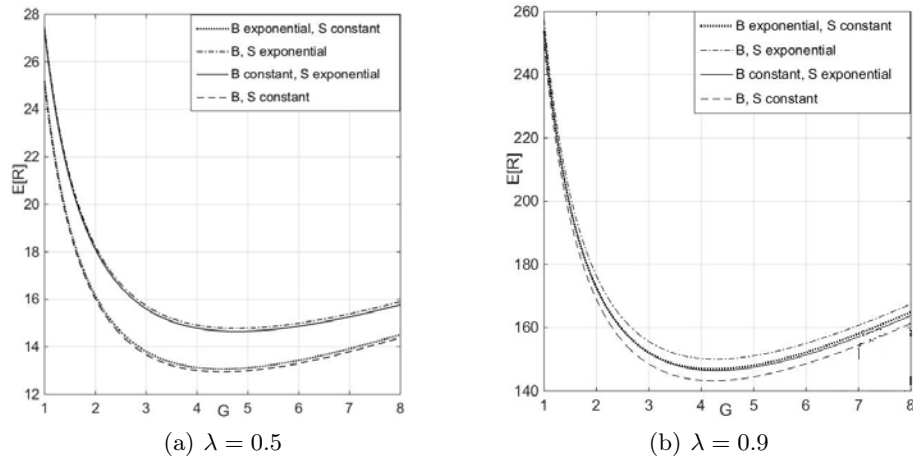 28
26
24
22
20
18
16
14
12
E[R]
1 2 3 4 5 6 7 8
G
B exponential, S constant
B, S exponential
B constant, S exponential
B, S constant
(a) λ = 0.5
260
240
220
200
180
160
140
E[R]
1 2 3 4 5 6 7 8
G
B exponential, S constant
B, S exponential
B constant, S exponential
B, S constant
(b) λ = 0.9